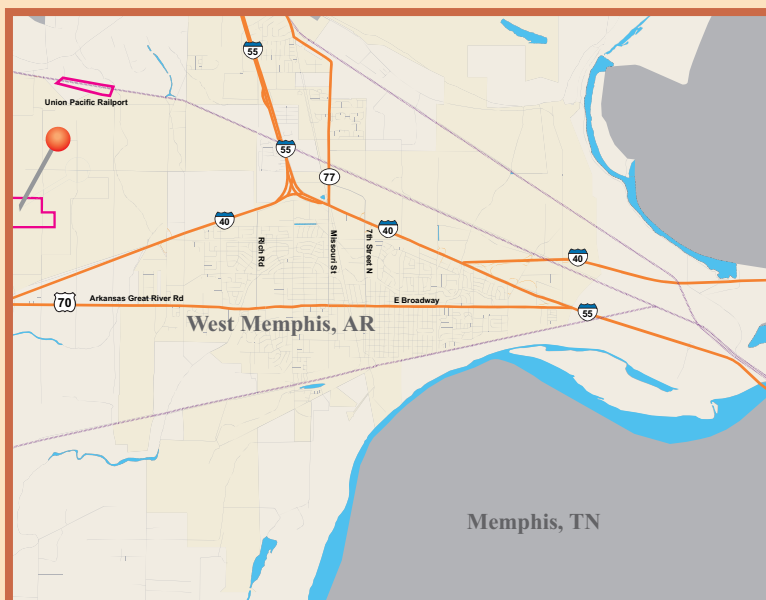 55
Union Pacific Railport
55
77
40
40
Rich Rd
Missouri St
7th Street N
40
70
Arkansas Great River Rd
E Broadway
55
West Memphis, AR
Memphis, TN